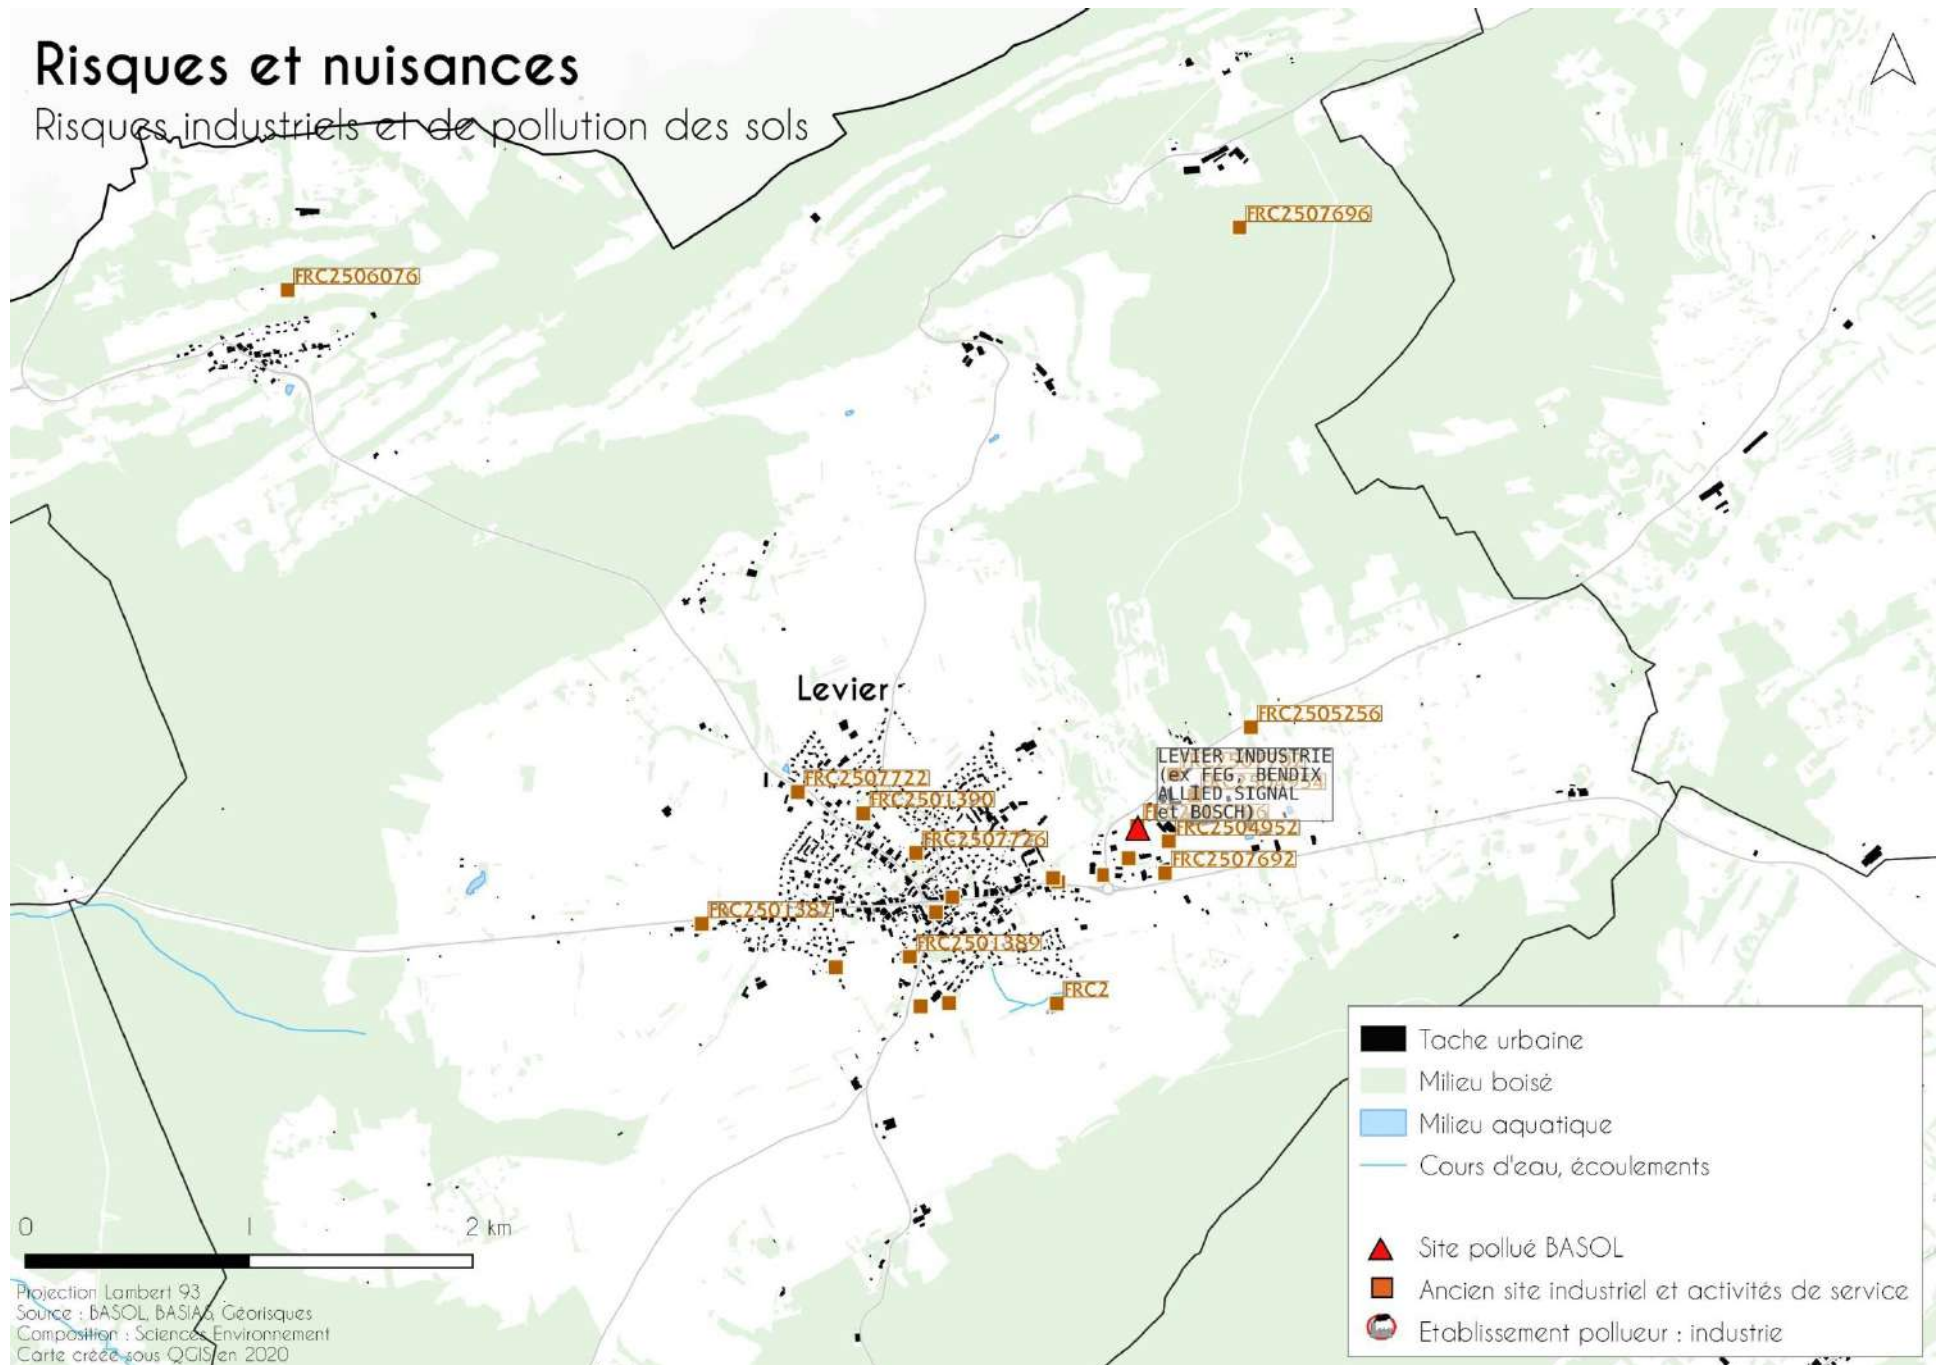 Risques et nuisances
Risques industriels et de pollution des sols
FRC2507696
FRC2506076
Levier
FRC2505256
LEVIER INDUSTRIE
(ex FEG, BENDIX
ALLIED SIGNAL
et BOSCH)
FRC2507722
FRC2501390
FRC2507726
FRC2504952
FRC2507692
FRC2501387
FRC2501389
FRC2
Tache urbaine
Milieu boisé
Milieu aquatique
Cours d'eau, écoulements
Site pollué BASOL
Ancien site industriel et activités de service
Etablissement pollueur : industrie
0 1 2 km
Projection Lambert 93
Source : BASOL, BASIAS, Géorisques
Composition : Sciences Environnement
Carte créée sous QGIS en 2020